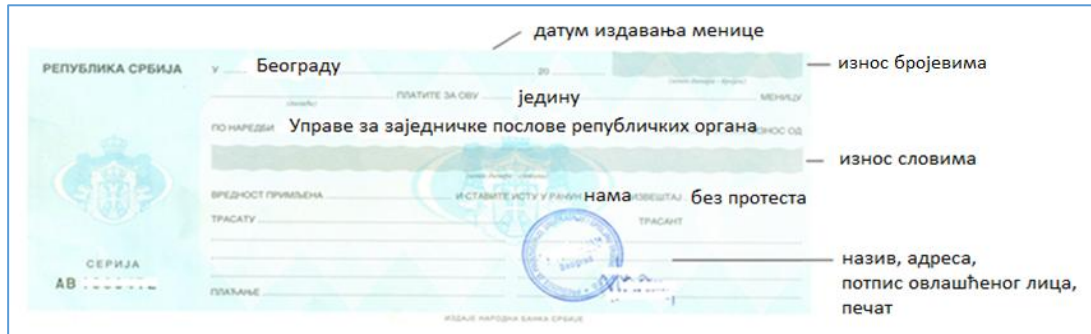 датум издавања менице
РЕПУБЛИКА СРБИЈА
У Београду 20
износ бројевима
ПЛАТИТЕ ЗА ОВУ једину МЕНИЦУ
ПО НАРЕДБИ Управе за заједничке послове републичких органа ИЗНОС ОД
износ словима
ВРЕДНОСТ ПРИМЉЕНА И СТАВИТЕ ИСТУ У РАЧУН нама ИЗВЕШТАЈ без протеста
ТРАСАТУ ТРАСАНТ
СЕРИЈА
назив, адреса,
АВ
потпис овлашћеног лица,
ПЛАЋАЊЕ
печат
ИЗДАЈЕ НАРОДНА БАНКА СРБИЈЕ